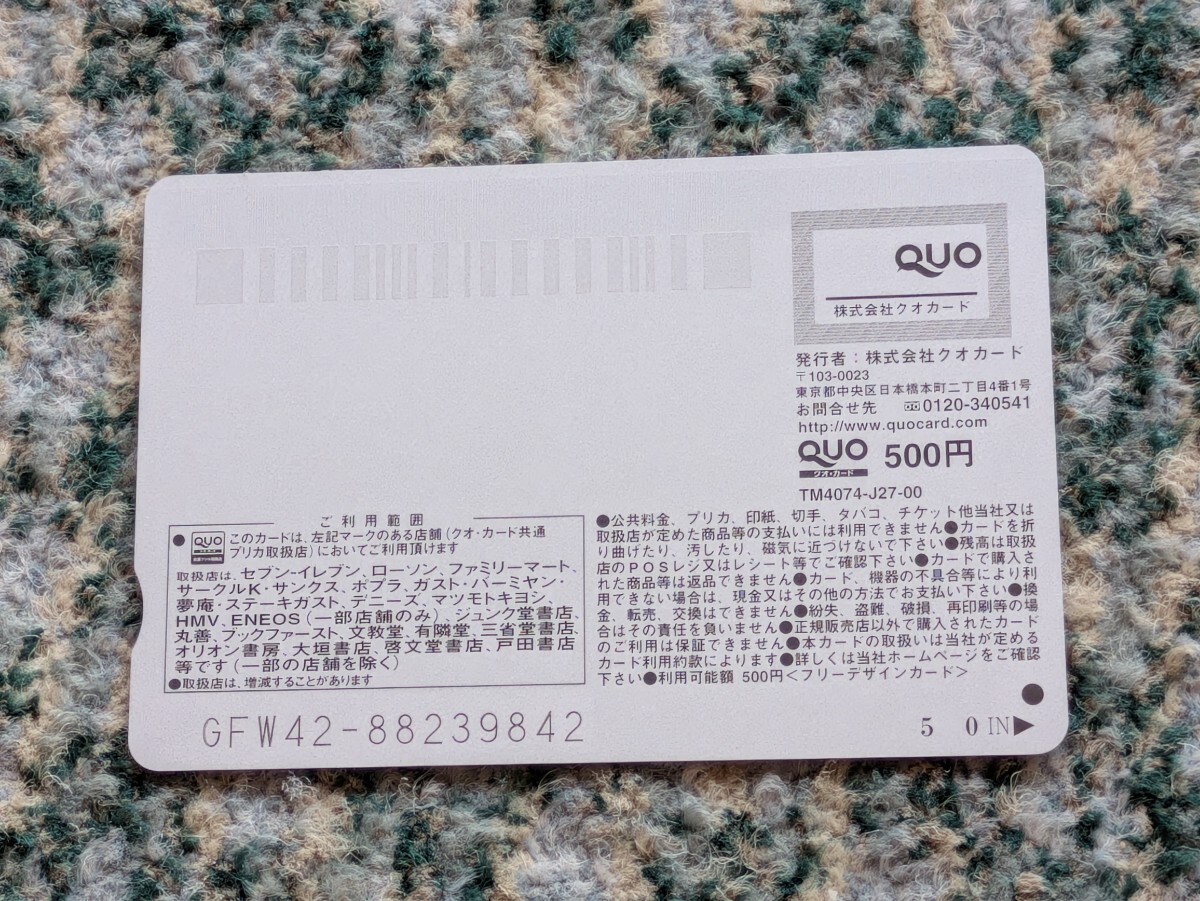 QUO
株式会社クオカード
発行者：株式会社クオカード
〒103-0023
東京都中央区日本橋本町二丁目4番1号
お問合せ先 0120-340541
http://www.quocard.com
QUO 500円
クオ・カード
TM4074-J27-00
ご利用範囲
QUO
このカードは、左記マークのある店舗(クオ・カード共通
プリカ取扱店)においてご利用頂けます
取扱店は、セブン-イレブン、ローソン、ファミリーマート、
サークルK・サンクス、ポプラ、ガスト・バーミヤン・
夢庵・ステーキガスト、デニーズ、マツモトキヨシ、
HMV、ENEOS(一部店舗のみ)、ジュンク堂書店、
丸善、ブックファースト、文教堂、有隣堂、三省堂書店、
オリオン書房、大垣書店、啓文堂書店、戸田書店
等です(一部の店舗を除く)
●取扱店は、増減することがあります
●公共料金、プリカ、印紙、切手、タバコ、チケット他当社又は
取扱店が定めた商品等の支払いには利用できません●カードを折
り曲げたり、汚したり、磁気に近づけないで下さい●残高は取扱
店のPOSレジ又はレシート等でご確認下さい●カードで購入さ
れた商品等は返品できません●カード、機器の不具合等により利
用できない場合は、現金又はその他の方法でお支払い下さい●換
金、転売、交換はできません●紛失、盗難、破損、再印刷等の場
合はその責任を負いません●正規販売店以外で購入されたカード
のご利用は保証できません●本カードの取扱いは当社が定める
カード利用約款によります●詳しくは当社ホームページをご確認
下さい●利用可能額 500円<フリーデザインカード>
GFW42-88239842
5 0 IN▶